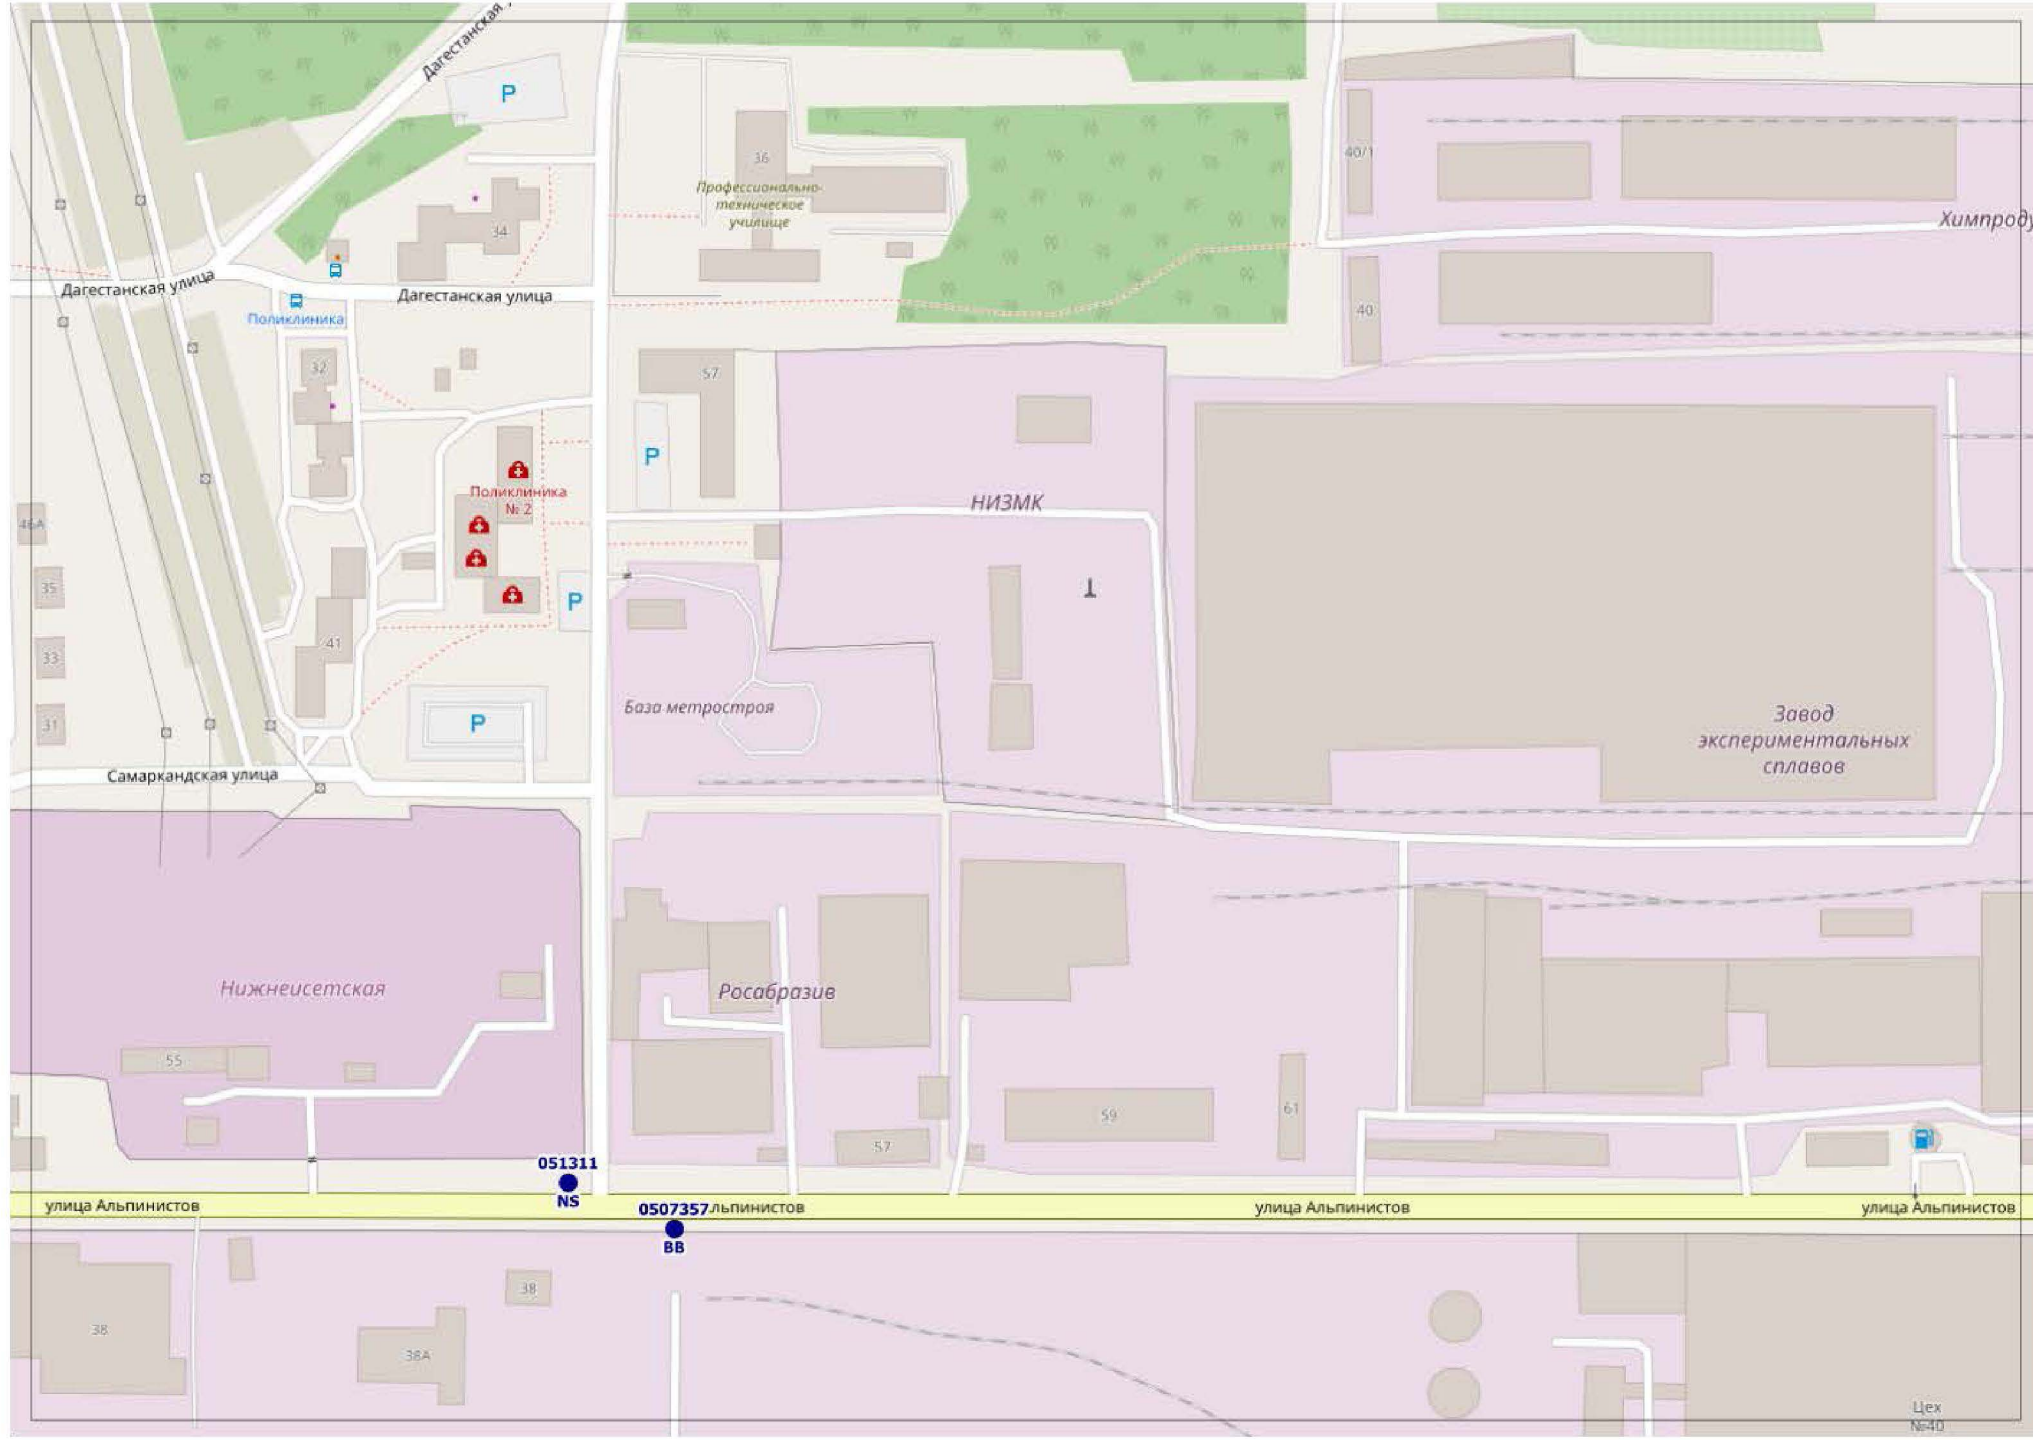 Дагестанская у
P
36
Профессионально-
техническое
училище
40/1
34
Химпроду
Дагестанская улица
Дагестанская улица
Поликлиника
40
32
57
P
Поликлиника
№ 2
НИЗМК
46А
35
P
41
33
База метростроя
31
P
Завод
экспериментальных
сплавов
Самаркандская улица
Нижнеисетская
Росабразив
55
59
61
57
051311
NS
улица Альпинистов
0507357
льпинистов
улица Альпинистов
улица Альпинистов
BB
38
38
38А
Цех
№40